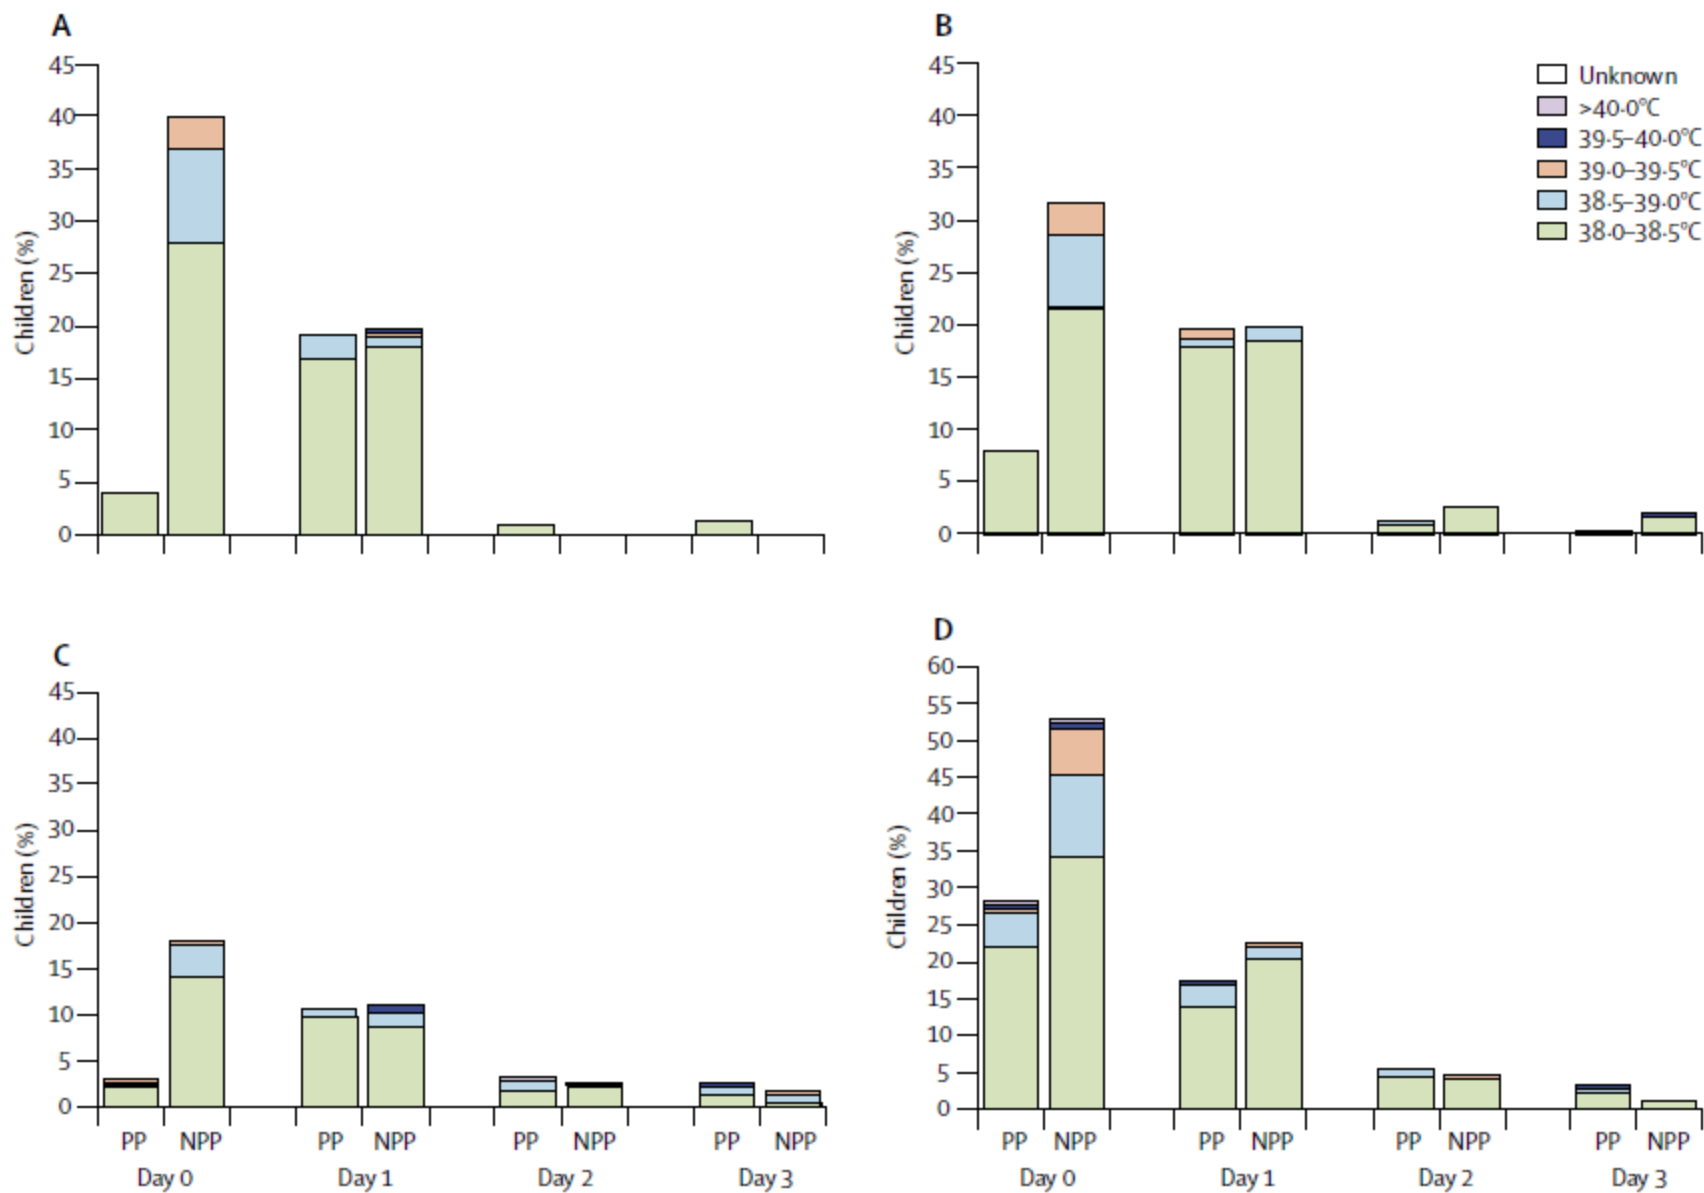 A
45
40
35
30
25
20
15
10
5
0
Children (%)
B
45
40
35
30
25
20
15
10
5
0
Children (%)
Unknown
>40·0°C
39·5–40·0°C
39·0–39·5°C
38·5–39·0°C
38·0–38·5°C
C
45
40
35
30
25
20
15
10
5
0
Children (%)
PP NPP PP NPP PP NPP PP NPP
Day 0 Day 1 Day 2 Day 3
D
60
55
50
45
40
35
30
25
20
15
10
5
0
Children (%)
PP NPP PP NPP PP NPP PP NPP
Day 0 Day 1 Day 2 Day 3